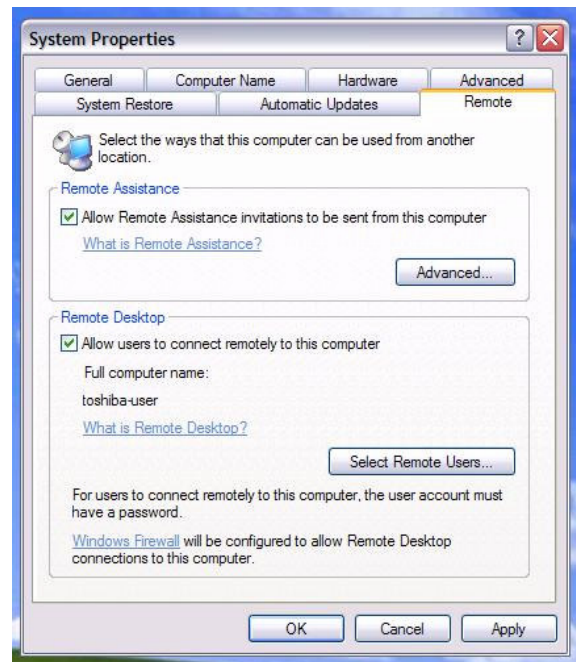 System Properties
General Computer Name Hardware Advanced
System Restore Automatic Updates Remote
Select the ways that this computer can be used from another
location.
Remote Assistance
Allow Remote Assistance invitations to be sent from this computer
What is Remote Assistance?
Advanced...
Remote Desktop
Allow users to connect remotely to this computer
Full computer name:
toshiba-user
What is Remote Desktop?
Select Remote Users...
For users to connect remotely to this computer, the user account must
have a password.
Windows Firewall will be configured to allow Remote Desktop
connections to this computer.
OK Cancel Apply